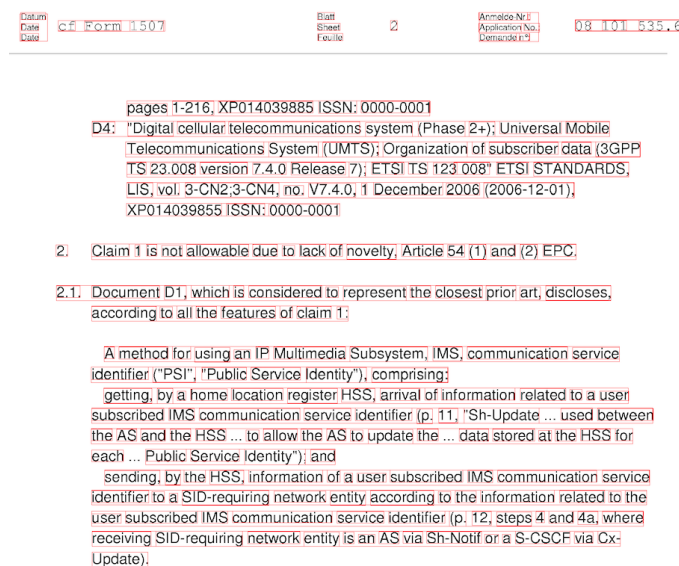 Datum
Date
Date
cf Form 1507
Blatt
Sheet
Feuille
2
Anmelde-Nr.:
Application No.:
Demande n°:
08 101 535.6
pages 1-216, XP014039885 ISSN: 0000-0001
D4: "Digital cellular telecommunications system (Phase 2+); Universal Mobile
Telecommunications System (UMTS); Organization of subscriber data (3GPP
TS 23.008 version 7.4.0 Release 7); ETSI TS 123 008" ETSI STANDARDS,
LIS, vol. 3-CN2;3-CN4, no. V7.4.0, 1 December 2006 (2006-12-01),
XP014039855 ISSN: 0000-0001
2. Claim 1 is not allowable due to lack of novelty, Article 54 (1) and (2) EPC.
2.1. Document D1, which is considered to represent the closest prior art, discloses,
according to all the features of claim 1:
A method for using an IP Multimedia Subsystem, IMS, communication service
identifier ("PSI", "Public Service Identity"), comprising:
getting, by a home location register HSS, arrival of information related to a user
subscribed IMS communication service identifier (p. 11, "Sh-Update ... used between
the AS and the HSS ... to allow the AS to update the ... data stored at the HSS for
each ... Public Service Identity"); and
sending, by the HSS, information of a user subscribed IMS communication service
identifier to a SID-requiring network entity according to the information related to the
user subscribed IMS communication service identifier (p. 12, steps 4 and 4a, where
receiving SID-requiring network entity is an AS via Sh-Notif or a S-CSCF via Cx-
Update).